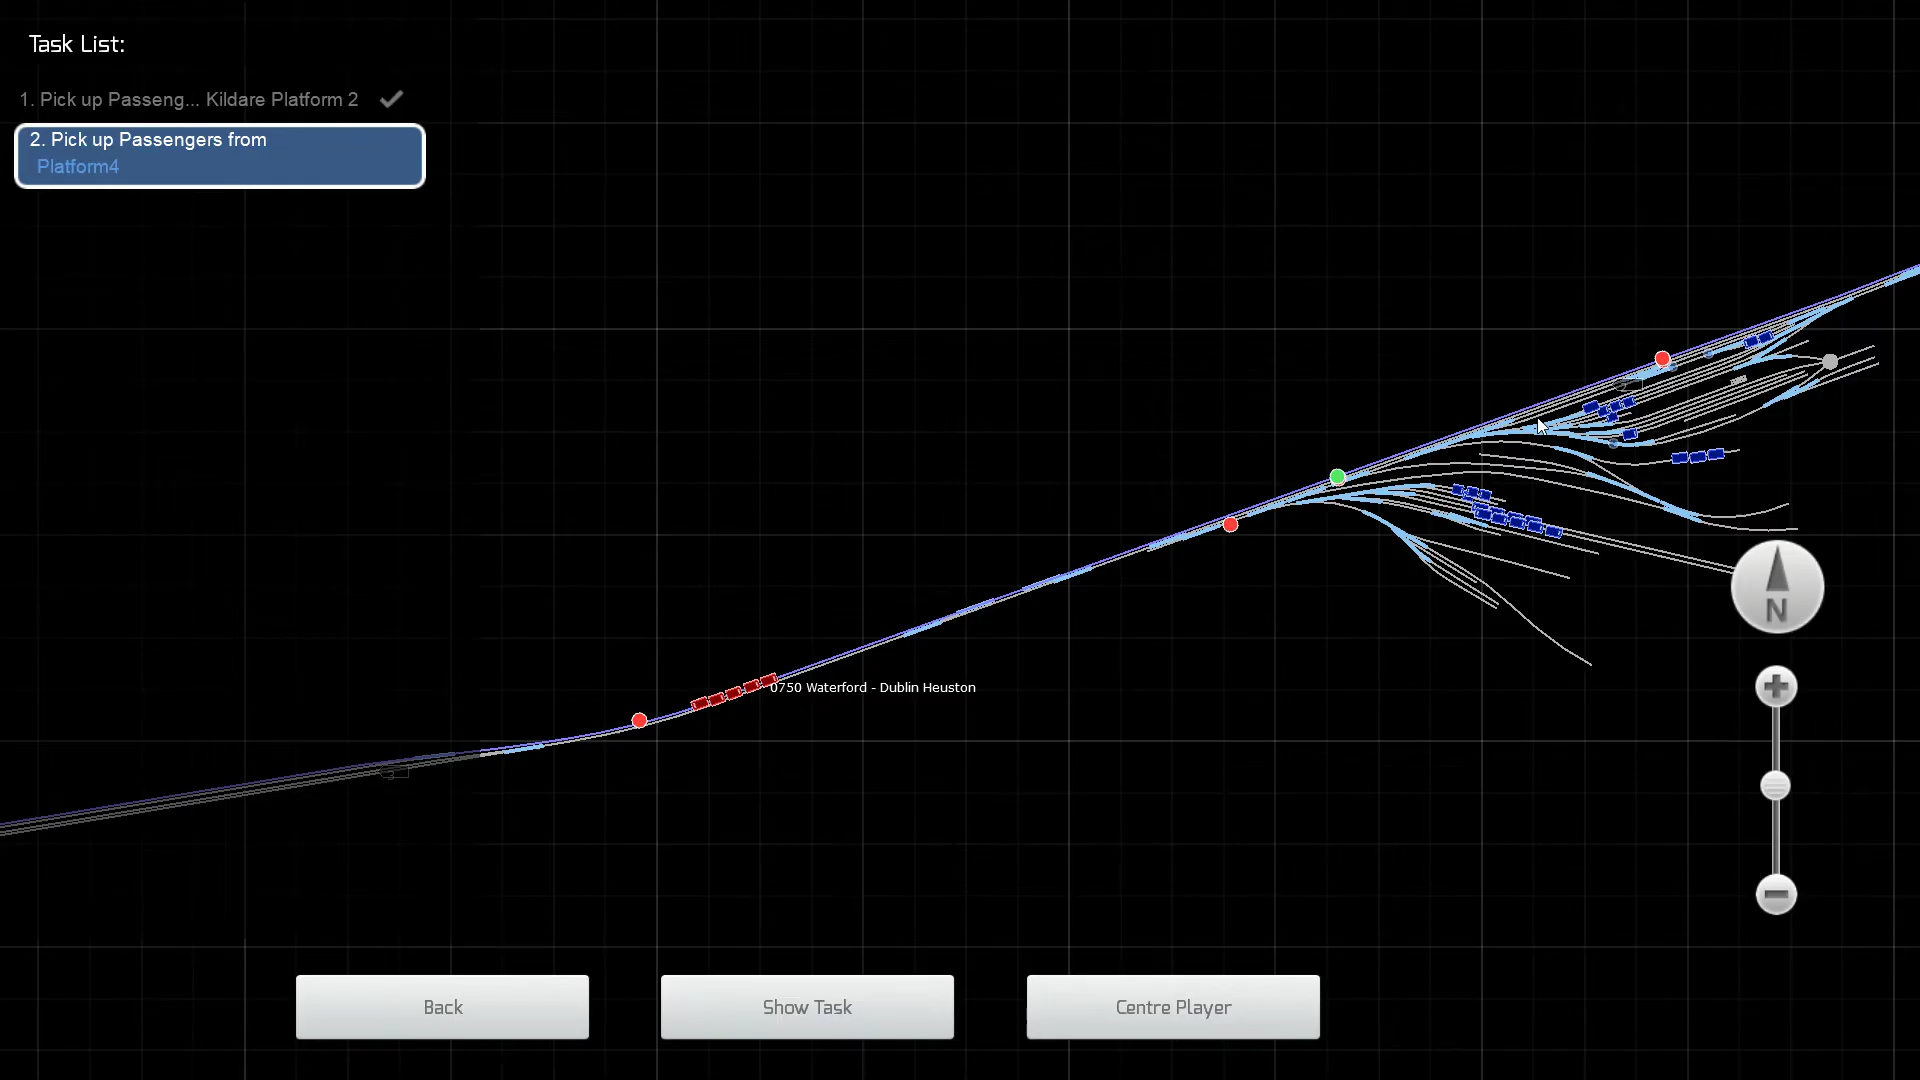 Task List:
1. Pick up Passeng... Kildare Platform 2
2. Pick up Passengers from
Platform4
0750 Waterford - Dublin Heuston
3
N
Back
Show Task
Centre Player